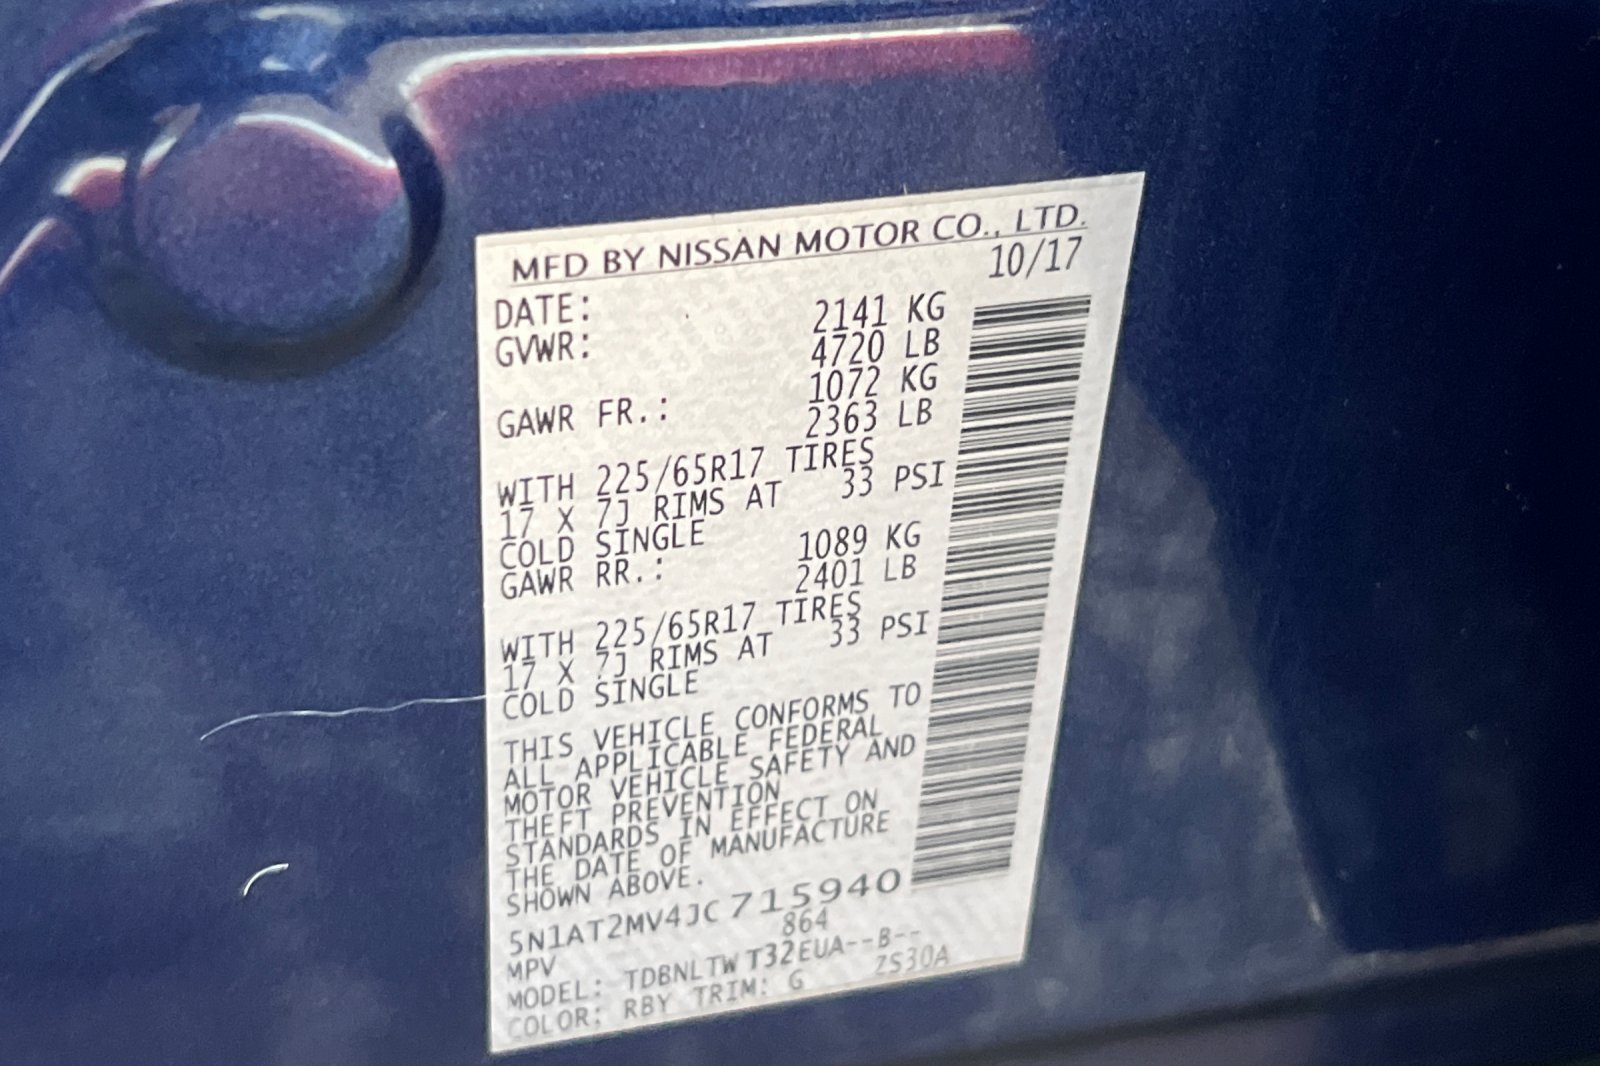 MFD BY NISSAN MOTOR CO., LTD.
DATE: 10/17
GVWR: 2141 KG
4720 LB
GAWR FR.: 1072 KG
2363 LB
WITH 225/65R17 TIRES
17 X 7J RIMS AT 33 PSI
COLD SINGLE
GAWR RR.: 1089 KG
2401 LB
WITH 225/65R17 TIRES
17 X 7J RIMS AT 33 PSI
COLD SINGLE
THIS VEHICLE CONFORMS TO
ALL APPLICABLE FEDERAL
MOTOR VEHICLE SAFETY AND
THEFT PREVENTION
STANDARDS IN EFFECT ON
THE DATE OF MANUFACTURE
SHOWN ABOVE.
5N1AT2MV4JC715940
MPV 864
MODEL: TDBNLTWT32EUA--B--
COLOR: RBY TRIM: G ZS30A